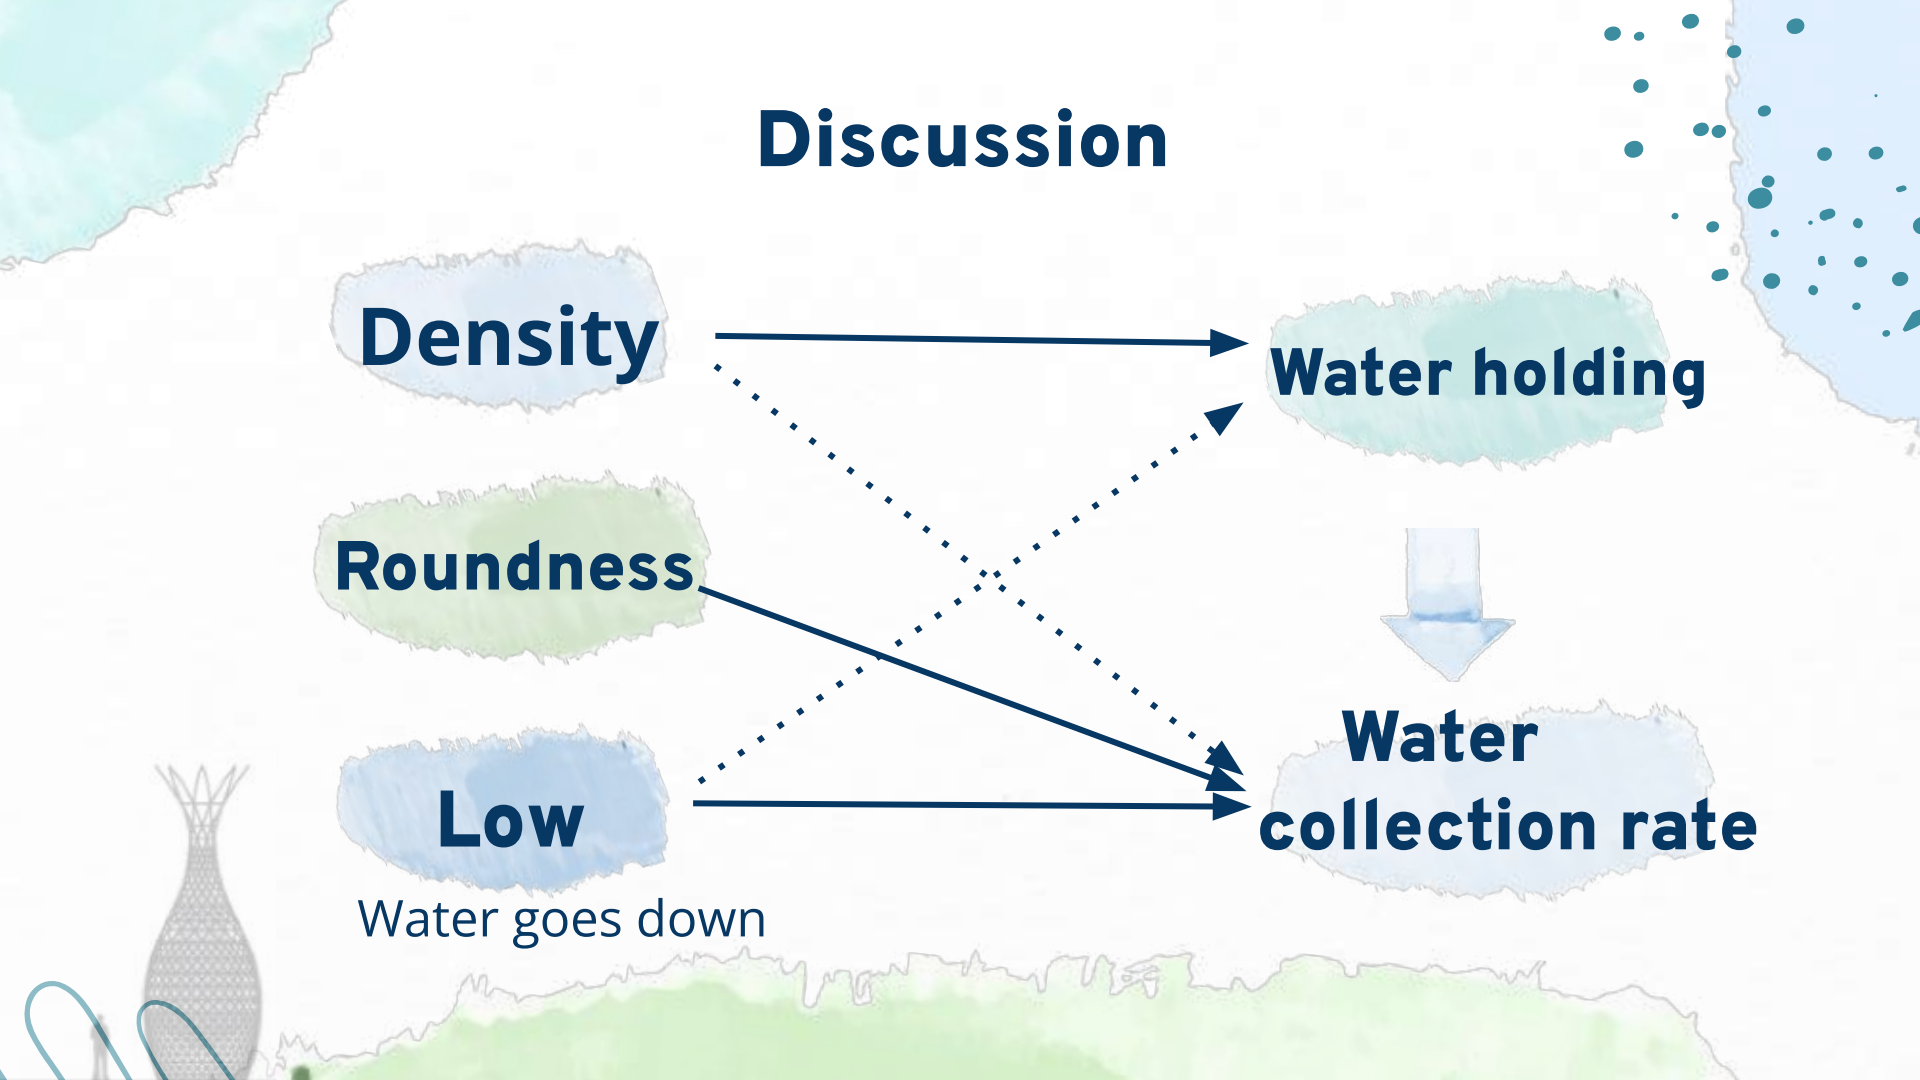 Discussion
Density
Water holding
Roundness
Water
collection rate
Low
Water goes down